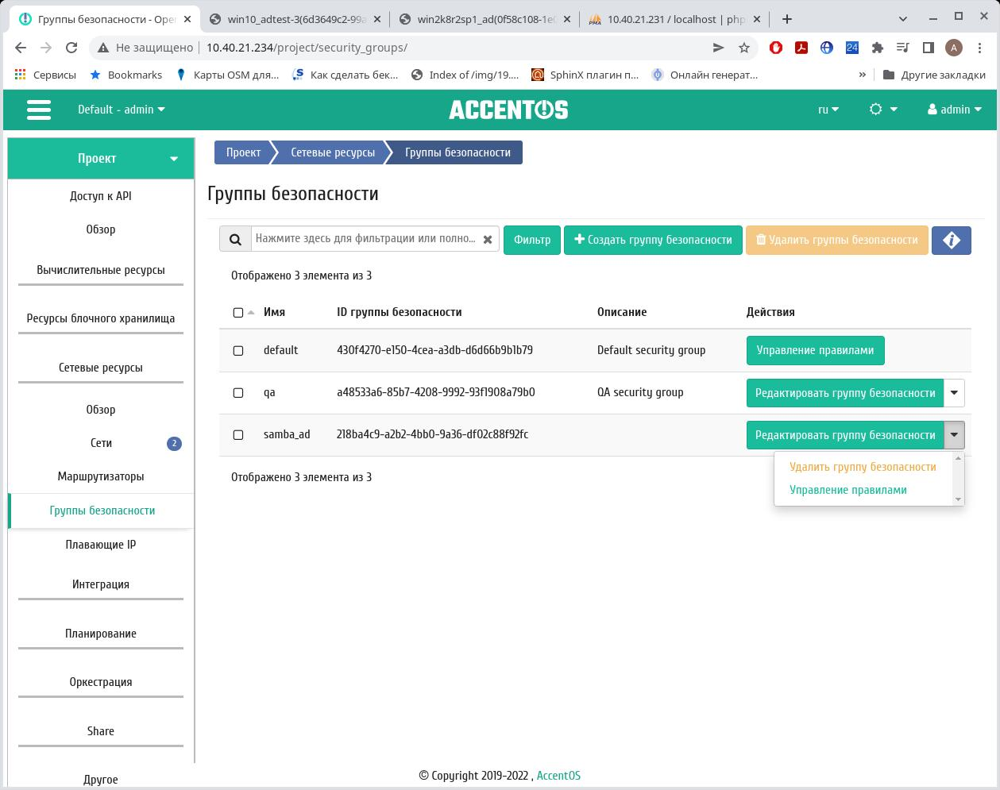 Группы безопасности - Oper
win10_adtest-3(6d3649c2-99a
win2k8r2sp1_ad(0f58c108-1e0
10.40.21.231 / localhost | php
Не защищено
10.40.21.234/project/security_groups/
Сервисы
Bookmarks
Карты OSM для...
Как сделать бек...
Index of /img/19....
SphinX плагин п...
Онлайн генерат...
»
Другие закладки
Default - admin
ACCENTOS
ru
admin
Проект
Доступ к API
Обзор
Вычислительные ресурсы
Ресурсы блочного хранилища
Сетевые ресурсы
Обзор
Сети
2
Маршрутизаторы
Группы безопасности
Плавающие IP
Интеграция
Планирование
Оркестрация
Share
Другое
Проект
Сетевые ресурсы
Группы безопасности
Группы безопасности
Нажмите здесь для фильтрации или полно...
Фильтр
Создать группу безопасности
Удалить группы безопасности
Отображено 3 элемента из 3
Имя
ID группы безопасности
Описание
Действия
default
430f4270-e150-4cea-a3db-d6d66b9b1b79
Default security group
Управление правилами
qa
a48533a6-85b7-4208-9992-93f1908a79b0
QA security group
Редактировать группу безопасности
samba_ad
218ba4c9-a2b2-4bb0-9a36-df02c88f92fc
Редактировать группу безопасности
Удалить группу безопасности
Управление правилами
Отображено 3 элемента из 3
© Copyright 2019-2022 , AccentOS